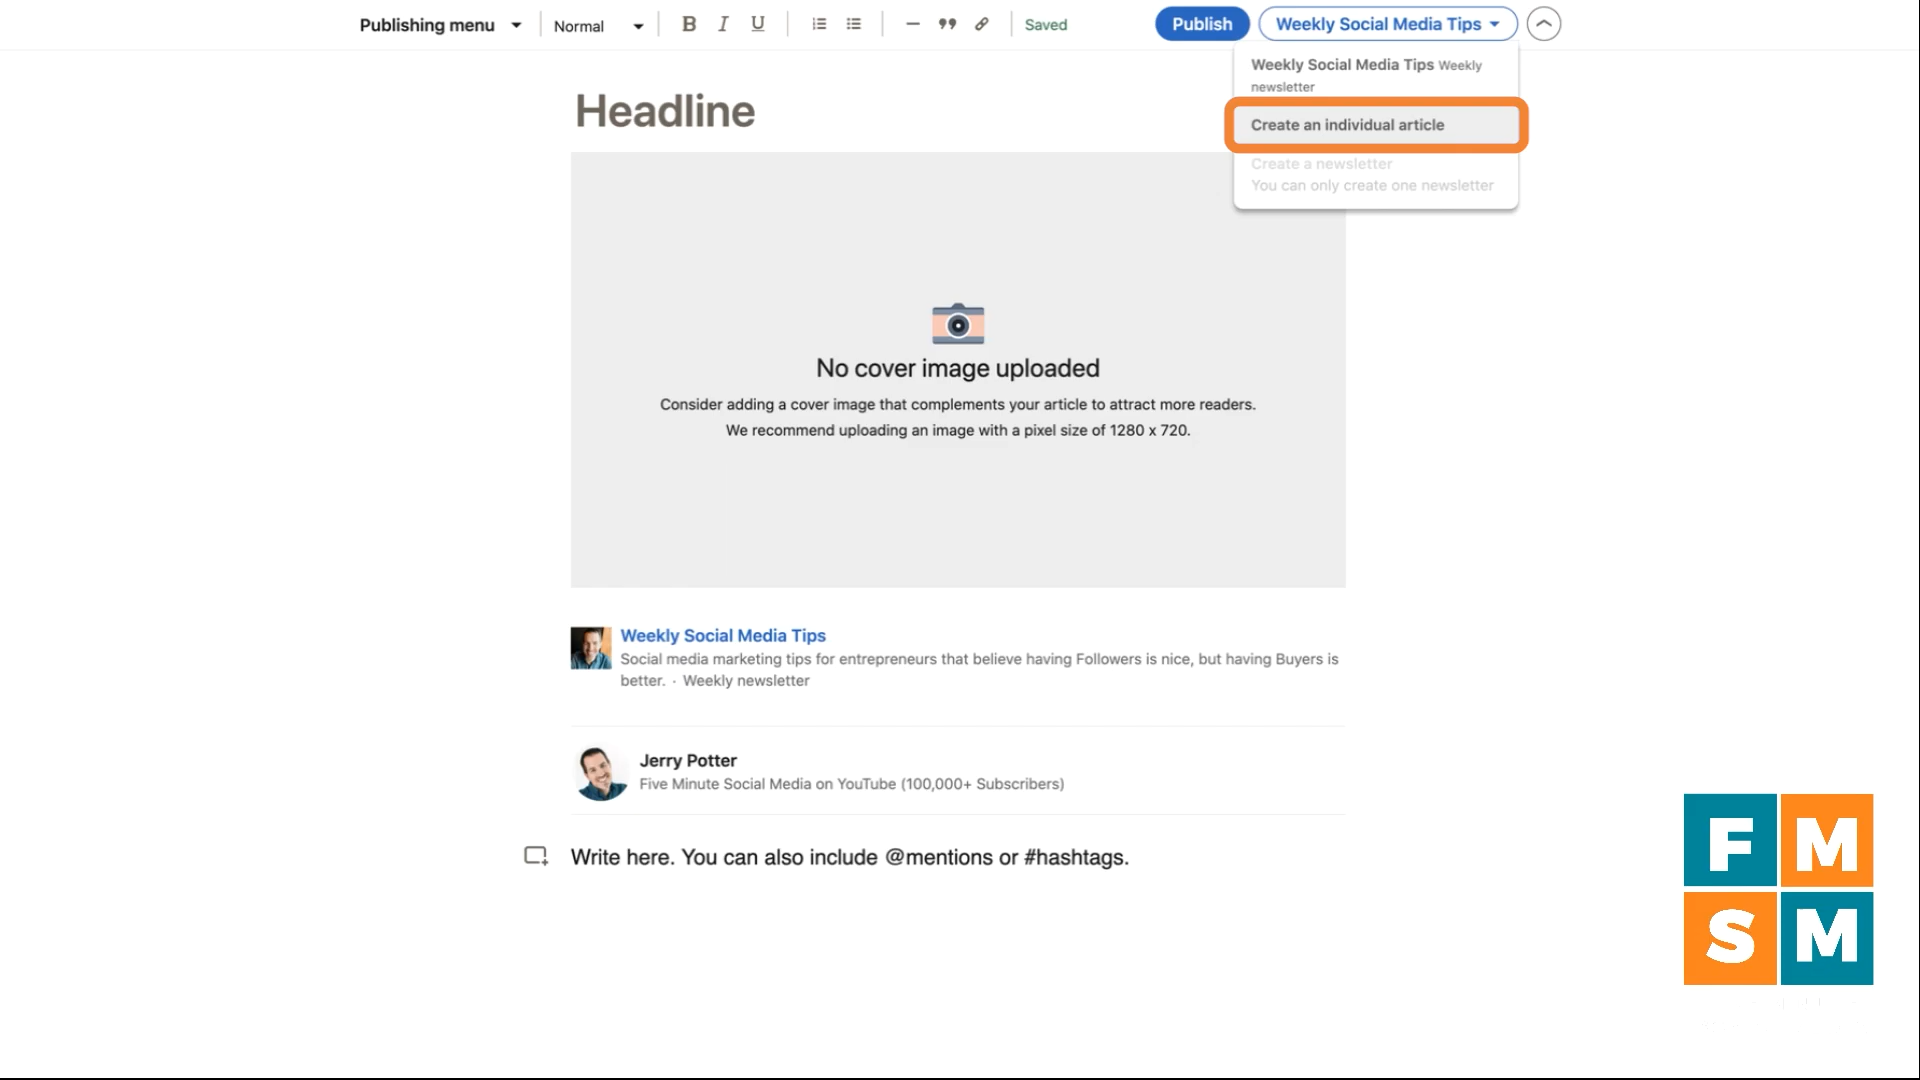 Publishing menu
Normal
B I U
Saved
Publish
Weekly Social Media Tips
Weekly Social Media Tips Weekly
newsletter
Create an individual article
Create a newsletter
You can only create one newsletter
Headline
No cover image uploaded
Consider adding a cover image that complements your article to attract more readers.
We recommend uploading an image with a pixel size of 1280 x 720.
Weekly Social Media Tips
Social media marketing tips for entrepreneurs that believe having Followers is nice, but having Buyers is
better. · Weekly newsletter
Jerry Potter
Five Minute Social Media on YouTube (100,000+ Subscribers)
Write here. You can also include @mentions or #hashtags.
F M
S M